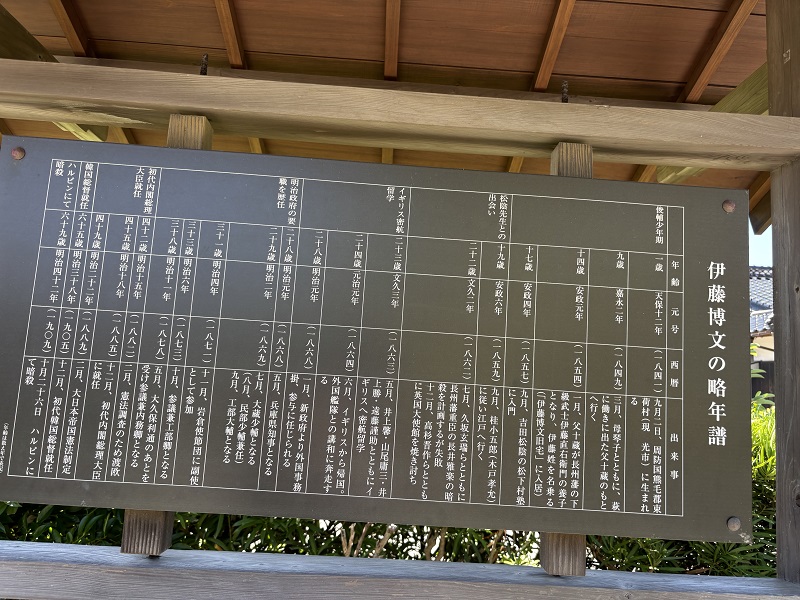 伊藤博文の略年譜
年齢 元号 西暦 出来事
俊輔少年期
一歳 天保十二年 (一八四一) 九月二日、周防国熊毛郡東
荷村(現 光市)に生まれ
る
九歳 嘉永二年 (一八四九) 三月、母琴子とともに、萩
に働きに出た父十蔵のもと
へ行く
十四歳 安政元年 (一八五四) 一月、父十蔵が長州藩の下
級武士伊藤直右衛門の養子
となり、伊藤姓を名乗る
(「伊藤博文旧宅」に入居)
十七歳 安政四年 (一八五七) 九月、吉田松陰の松下村塾
に入門
松陰先生との
出会い
十九歳 安政六年 (一八五九) 九月、桂小五郎(木戸孝允)
に従い江戸へ行く
二十二歳 文久二年 (一八六二) 七月、久坂玄瑞らとともに
長州藩重臣の長井雅楽の暗
殺を計画するが失敗
十二月、高杉晋作らととも
に英国大使館を焼き討ち
イギリス密航
留学
二十三歳 文久三年 (一八六三) 五月、井上馨・山尾庸三・井
上勝・遠藤謹助とともにイ
ギリスへ密航留学
二十四歳 元治元年 (一八六四) 六月、イギリスから帰国。
外国艦隊との講和に奔走す
る
明治政府の要
職を歴任
二十八歳 明治元年 (一八六八) 一月、新政府より外国事務
掛、参与に任じられる
二十八歳 明治元年 (一八六八) 五月、兵庫県知事となる
二十九歳 明治二年 (一八六九) 七月、大蔵少輔となる
(八月、民部少輔兼任)
九月、工部大輔となる
三十一歳 明治四年 (一八七一) 十一月、岩倉使節団に副使
として参加
三十三歳 明治六年 (一八七三) 十月、参議兼工部卿となる
三十八歳 明治十一年 (一八七八) 五月、大久保利通のあとを
受け参議兼内務卿となる
初代内閣総理
大臣就任
四十二歳 明治十五年 (一八八二) 三月、憲法調査のため渡欧
四十五歳 明治十八年 (一八八五) 十二月、初代内閣総理大臣
に就任
四十九歳 明治二十二年 (一八八九) 二月、大日本帝国憲法制定
韓国総督就任
六十五歳 明治三十八年 (一九〇五) 十二月、初代韓国総督就任
ハルビンにて
暗殺
六十九歳 明治四十二年 (一九〇九) 十月二十六日 ハルビンに
て暗殺